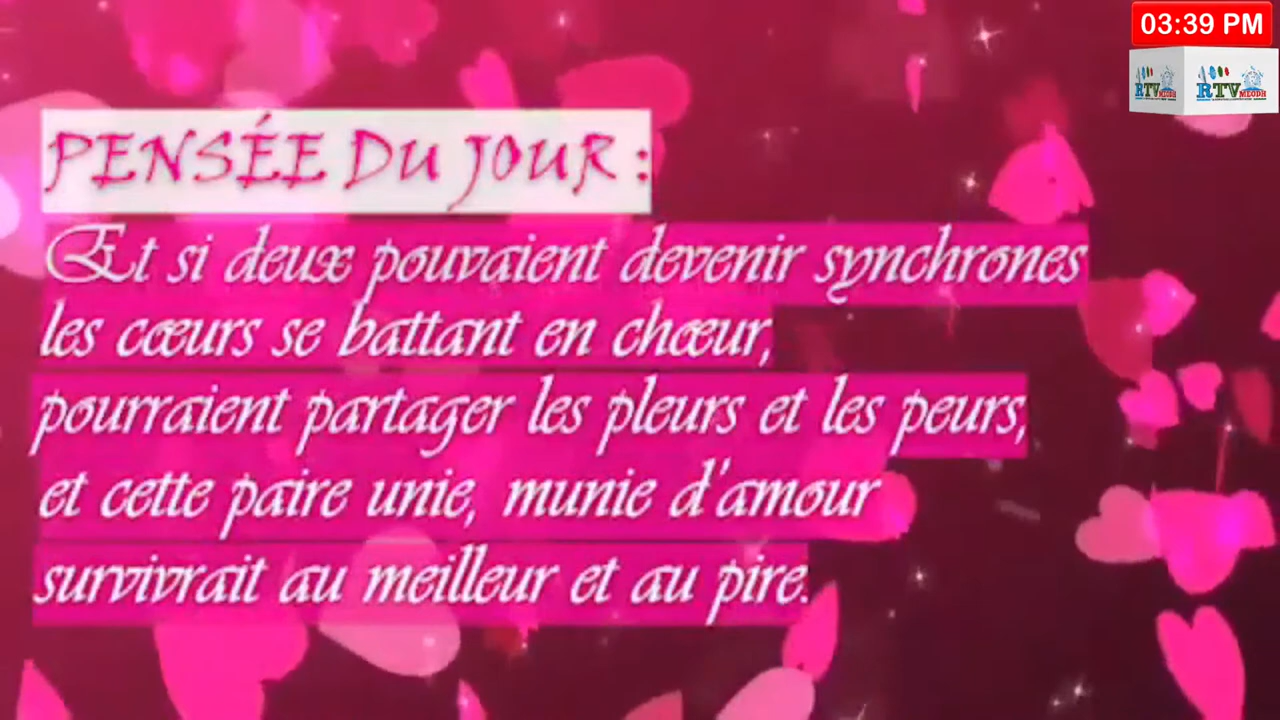 03:39 PM
RTV
RTV
PENSÉE DU JOUR :
Et si deux pouvaient devenir synchrones
les cœurs se battant en chœur,
pourraient partager les pleurs et les peurs,
et cette paire unie, munie d'amour
survivrait au meilleur et au pire.